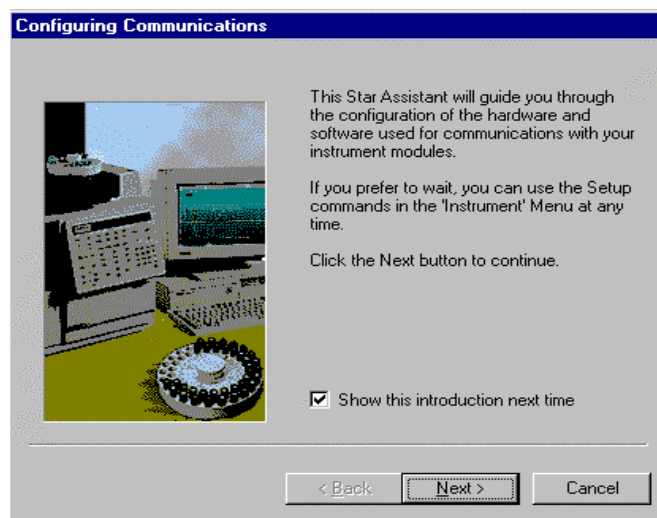 Configuring Communications
This Star Assistant will guide you through
the configuration of the hardware and
software used for communications with your
instrument modules.
If you prefer to wait, you can use the Setup
commands in the 'Instrument' Menu at any
time.
Click the Next button to continue.
Show this introduction next time
< Back
Next >
Cancel